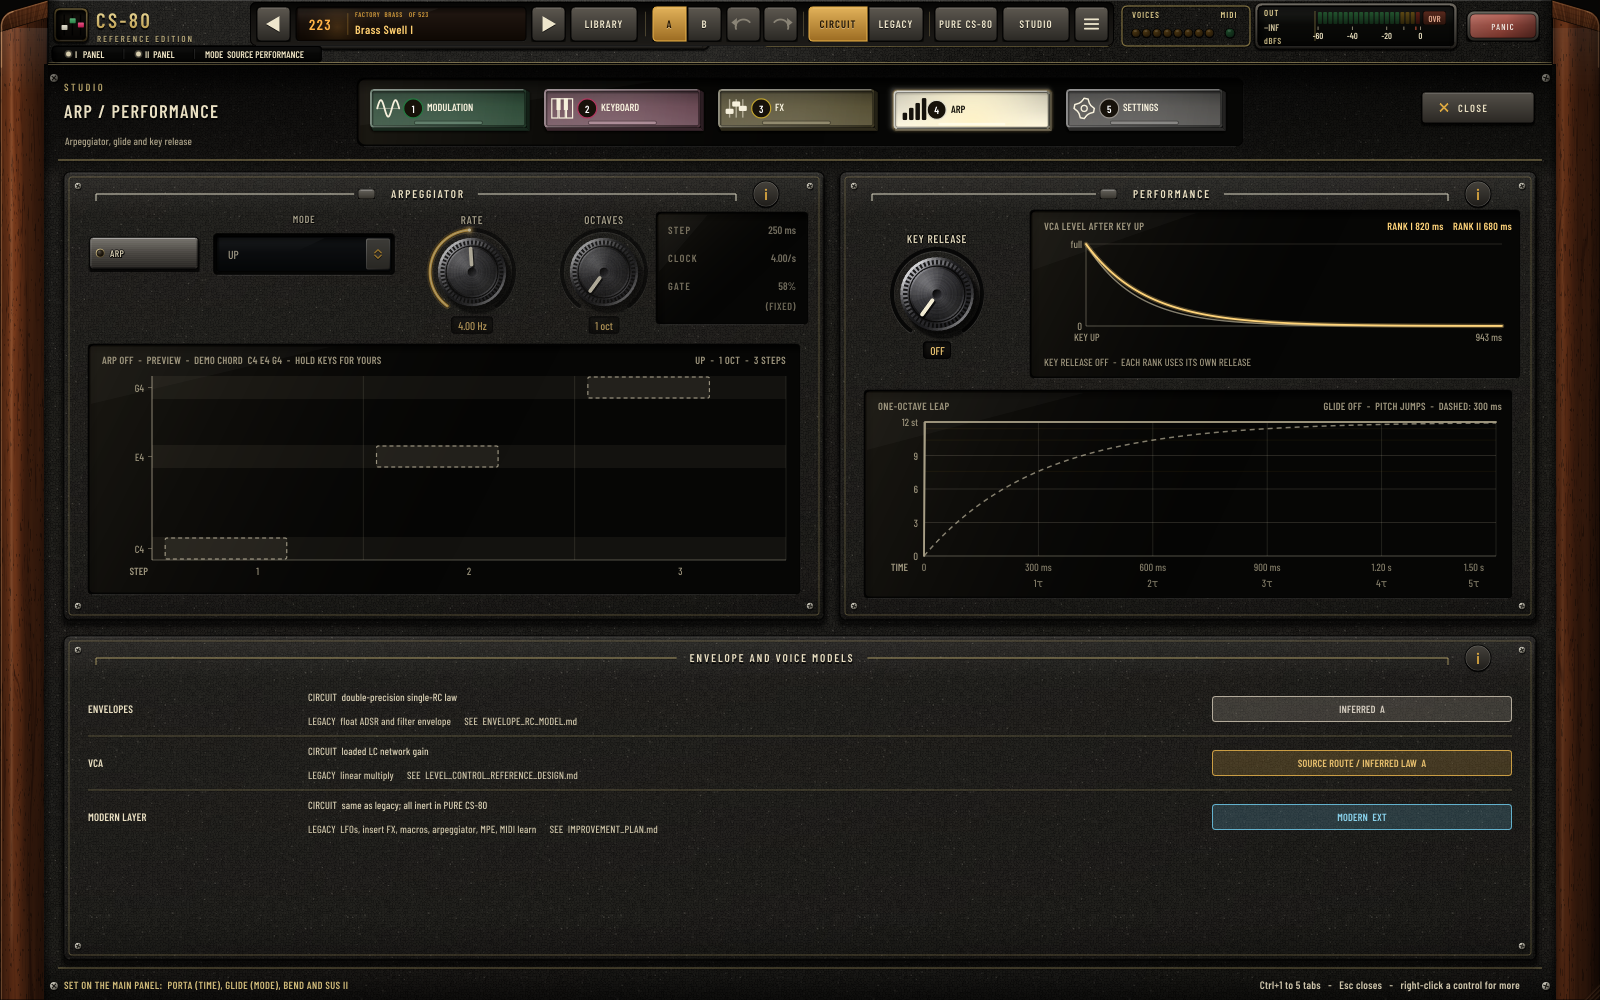 CS-80
REFERENCE EDITION
223
FACTORY BRASS OF 523
Brass Swell I
LIBRARY
A
B
CIRCUIT
LEGACY
PURE CS-80
STUDIO
VOICES
MIDI
OUT
-INF
dBFS
-60 -40 -20 0
OVR
PANIC
I PANEL
II PANEL
MODE SOURCE PERFORMANCE
STUDIO
ARP / PERFORMANCE
Arpeggiator, glide and key release
1 MODULATION
2 KEYBOARD
3 FX
4 ARP
5 SETTINGS
CLOSE
ARPEGGIATOR
i
ARP
MODE
UP
RATE
4.00 Hz
OCTAVES
1 oct
STEP 250 ms
CLOCK 4.00/s
GATE 58%
(FIXED)
ARP OFF - PREVIEW - DEMO CHORD C4 E4 G4 - HOLD KEYS FOR YOURS
UP - 1 OCT - 3 STEPS
G4
E4
C4
STEP 1 2 3
PERFORMANCE
i
KEY RELEASE
OFF
VCA LEVEL AFTER KEY UP
RANK I 820 ms RANK II 680 ms
full
0
KEY UP
943 ms
KEY RELEASE OFF - EACH RANK USES ITS OWN RELEASE
ONE-OCTAVE LEAP
GLIDE OFF - PITCH JUMPS - DASHED: 300 ms
12 st
9
6
3
0
TIME 0 300 ms 600 ms 900 ms 1.20 s 1.50 s
1τ 2τ 3τ 4τ 5τ
ENVELOPE AND VOICE MODELS
i
ENVELOPES
CIRCUIT double-precision single-RC law
LEGACY float ADSR and filter envelope SEE ENVELOPE_RC_MODEL.md
INFERRED A
VCA
CIRCUIT loaded LC network gain
LEGACY linear multiply SEE LEVEL_CONTROL_REFERENCE_DESIGN.md
SOURCE ROUTE / INFERRED LAW A
MODERN LAYER
CIRCUIT same as legacy; all inert in PURE CS-80
LEGACY LFOs, insert FX, macros, arpeggiator, MPE, MIDI learn SEE IMPROVEMENT_PLAN.md
MODERN EXT
SET ON THE MAIN PANEL: PORTA (TIME), GLIDE (MODE), BEND AND SUS II
Ctrl+1 to 5 tabs - Esc closes - right-click a control for more